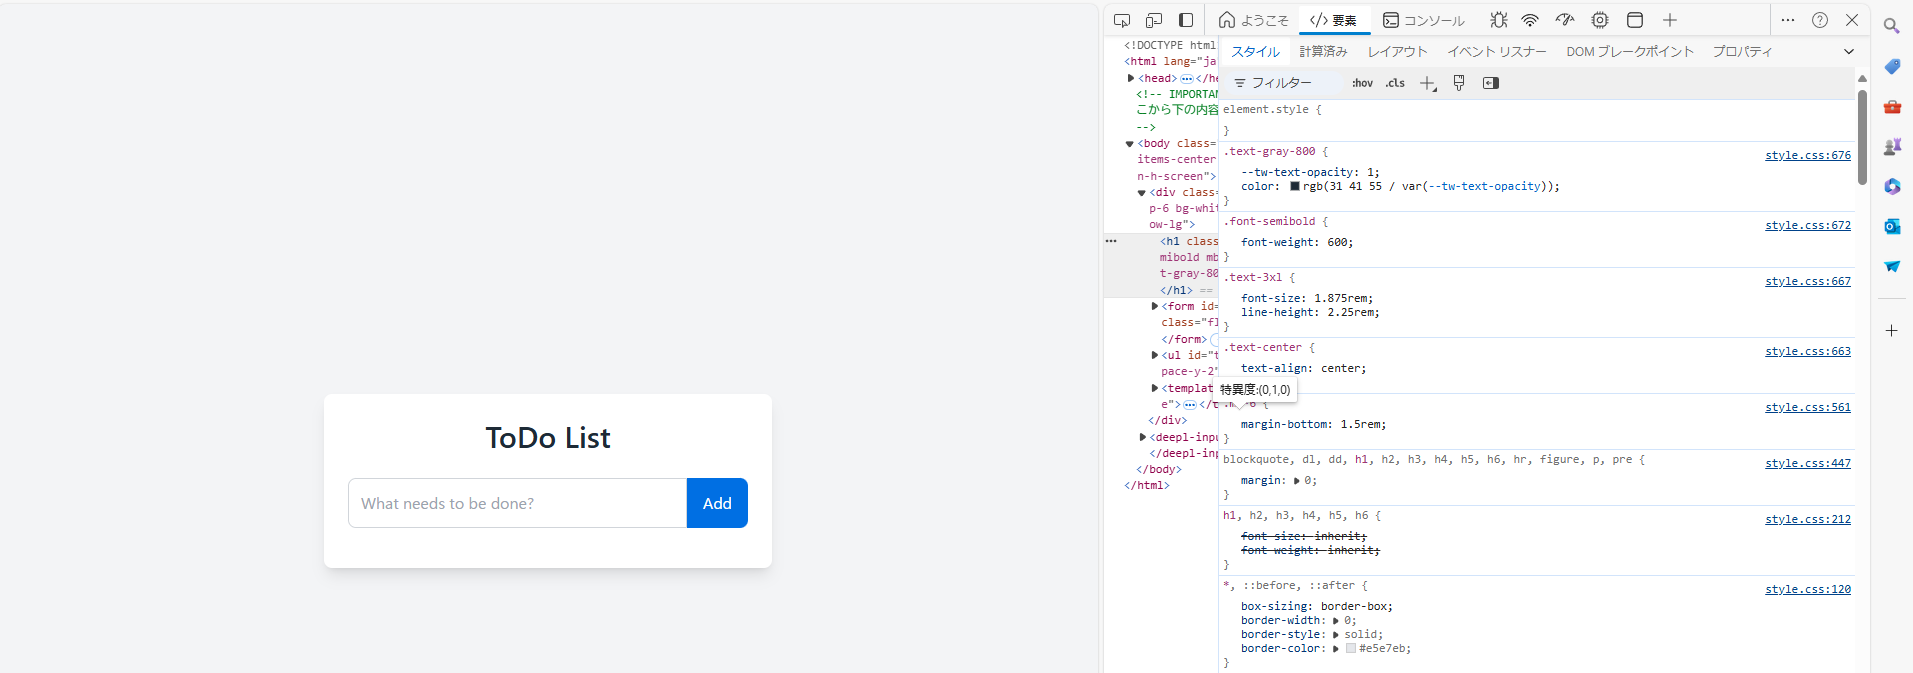 ToDo List
What needs to be done?
Add
ようこそ
</> 要素
コンソール
<!DOCTYPE html
<html lang="ja
<head> ··· </he
<!-- IMPORTAN
こから下の内容
-->
<body class=
items-center
n-h-screen">
<div class=
p-6 bg-whit
ow-lg">
<h1 class
mibold mb
t-gray-80
</h1> ==
<form id=
class="fl
</form>
<ul id="t
pace-y-2"
<templat
e"> ··· </t
</div>
<deepl-inpu
</deepl-inp
</body>
</html>
スタイル
計算済み
レイアウト
イベント リスナー
DOM ブレークポイント
プロパティ
フィルター
:hov
.cls
element.style {
}
.text-gray-800 {
style.css:676
--tw-text-opacity: 1;
color: rgb(31 41 55 / var(--tw-text-opacity));
}
.font-semibold {
style.css:672
font-weight: 600;
}
.text-3xl {
style.css:667
font-size: 1.875rem;
line-height: 2.25rem;
}
.text-center {
style.css:663
text-align: center;
特異度:(0,1,0)
style.css:561
margin-bottom: 1.5rem;
}
blockquote, dl, dd, h1, h2, h3, h4, h5, h6, hr, figure, p, pre {
style.css:447
margin: 0;
}
h1, h2, h3, h4, h5, h6 {
style.css:212
font-size: inherit;
font-weight: inherit;
}
*, ::before, ::after {
style.css:120
box-sizing: border-box;
border-width: 0;
border-style: solid;
border-color: #e5e7eb;
}